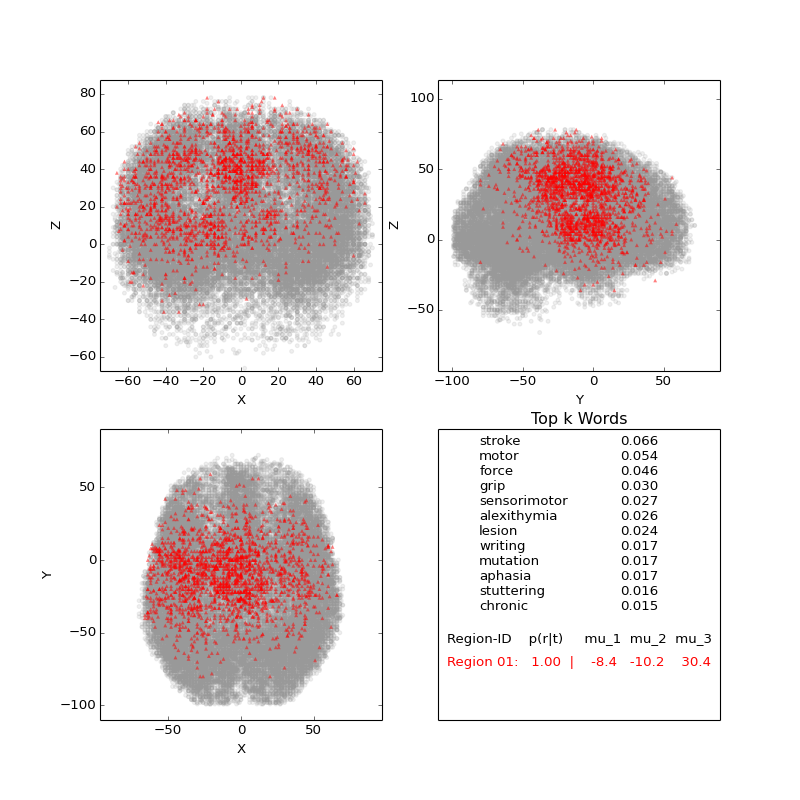 80
60
40
20
0
−20
−40
−60
Z
−60 −40 −20 0 20 40 60
X
100
50
0
−50
Z
−100 −50 0 50
Y
50
0
−50
−100
Y
−50 0 50
X
Top k Words
stroke 0.066
motor 0.054
force 0.046
grip 0.030
sensorimotor 0.027
alexithymia 0.026
lesion 0.024
writing 0.017
mutation 0.017
aphasia 0.017
stuttering 0.016
chronic 0.015
Region-ID p(r|t) mu_1 mu_2 mu_3
Region 01: 1.00 | -8.4 -10.2 30.4